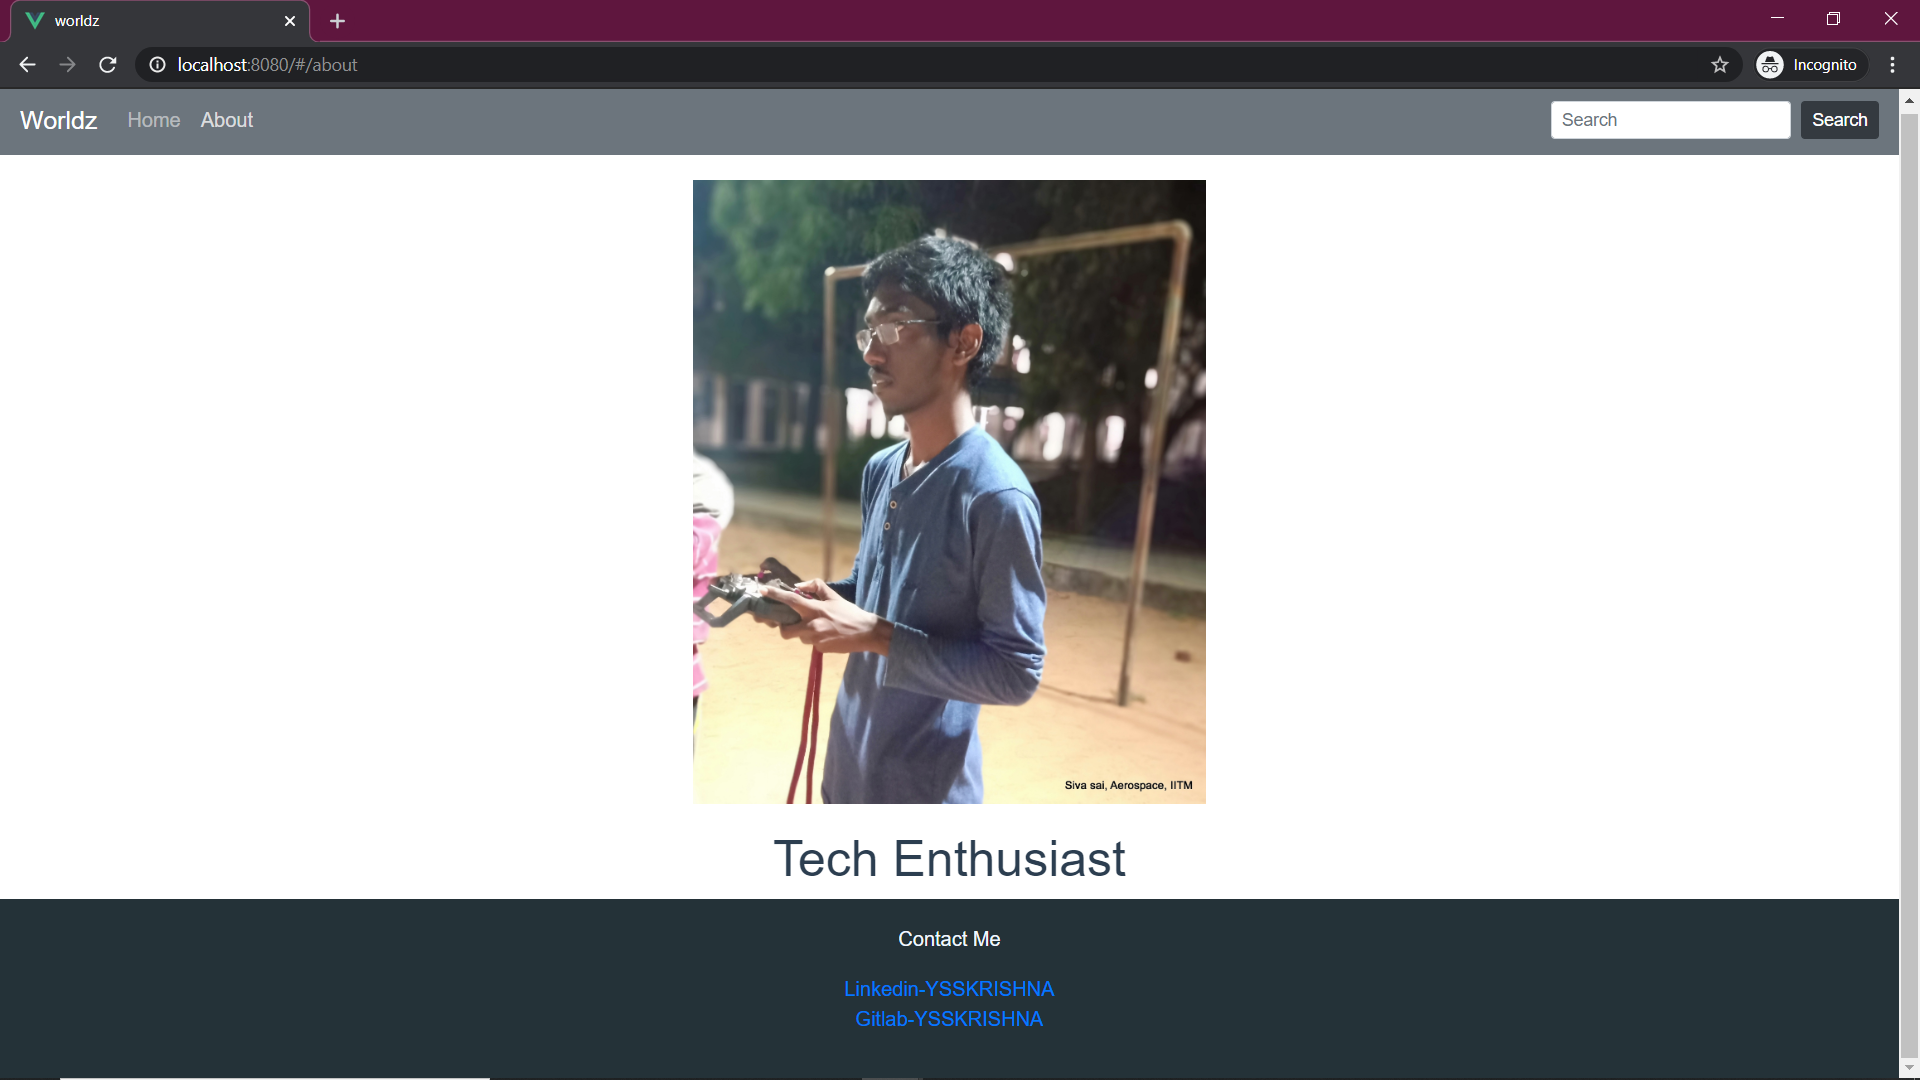 worldz
localhost:8080/#/about
Incognito
Worldz
Home
About
Search
Search
Siva sai, Aerospace, IITM
Tech Enthusiast
Contact Me
Linkedin-YSSKRISHNA
Gitlab-YSSKRISHNA